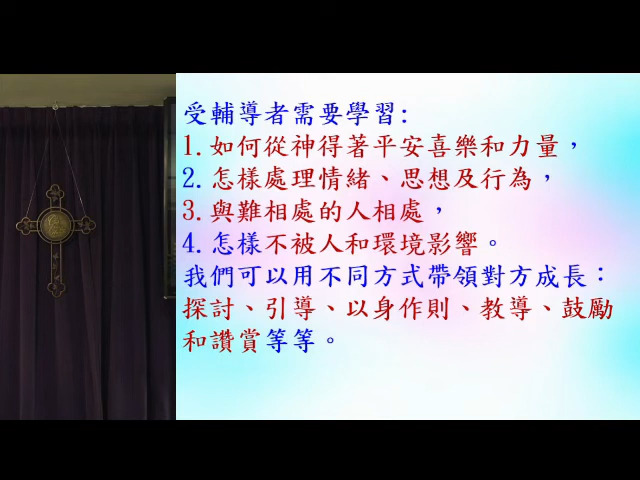 受輔導者需要學習:
1.如何從神得著平安喜樂和力量，
2.怎樣處理情緒、思想及行為，
3.與難相處的人相處，
4.怎樣不被人和環境影響。
我們可以用不同方式帶領對方成長：
探討、引導、以身作則、教導、鼓勵
和讚賞等等。